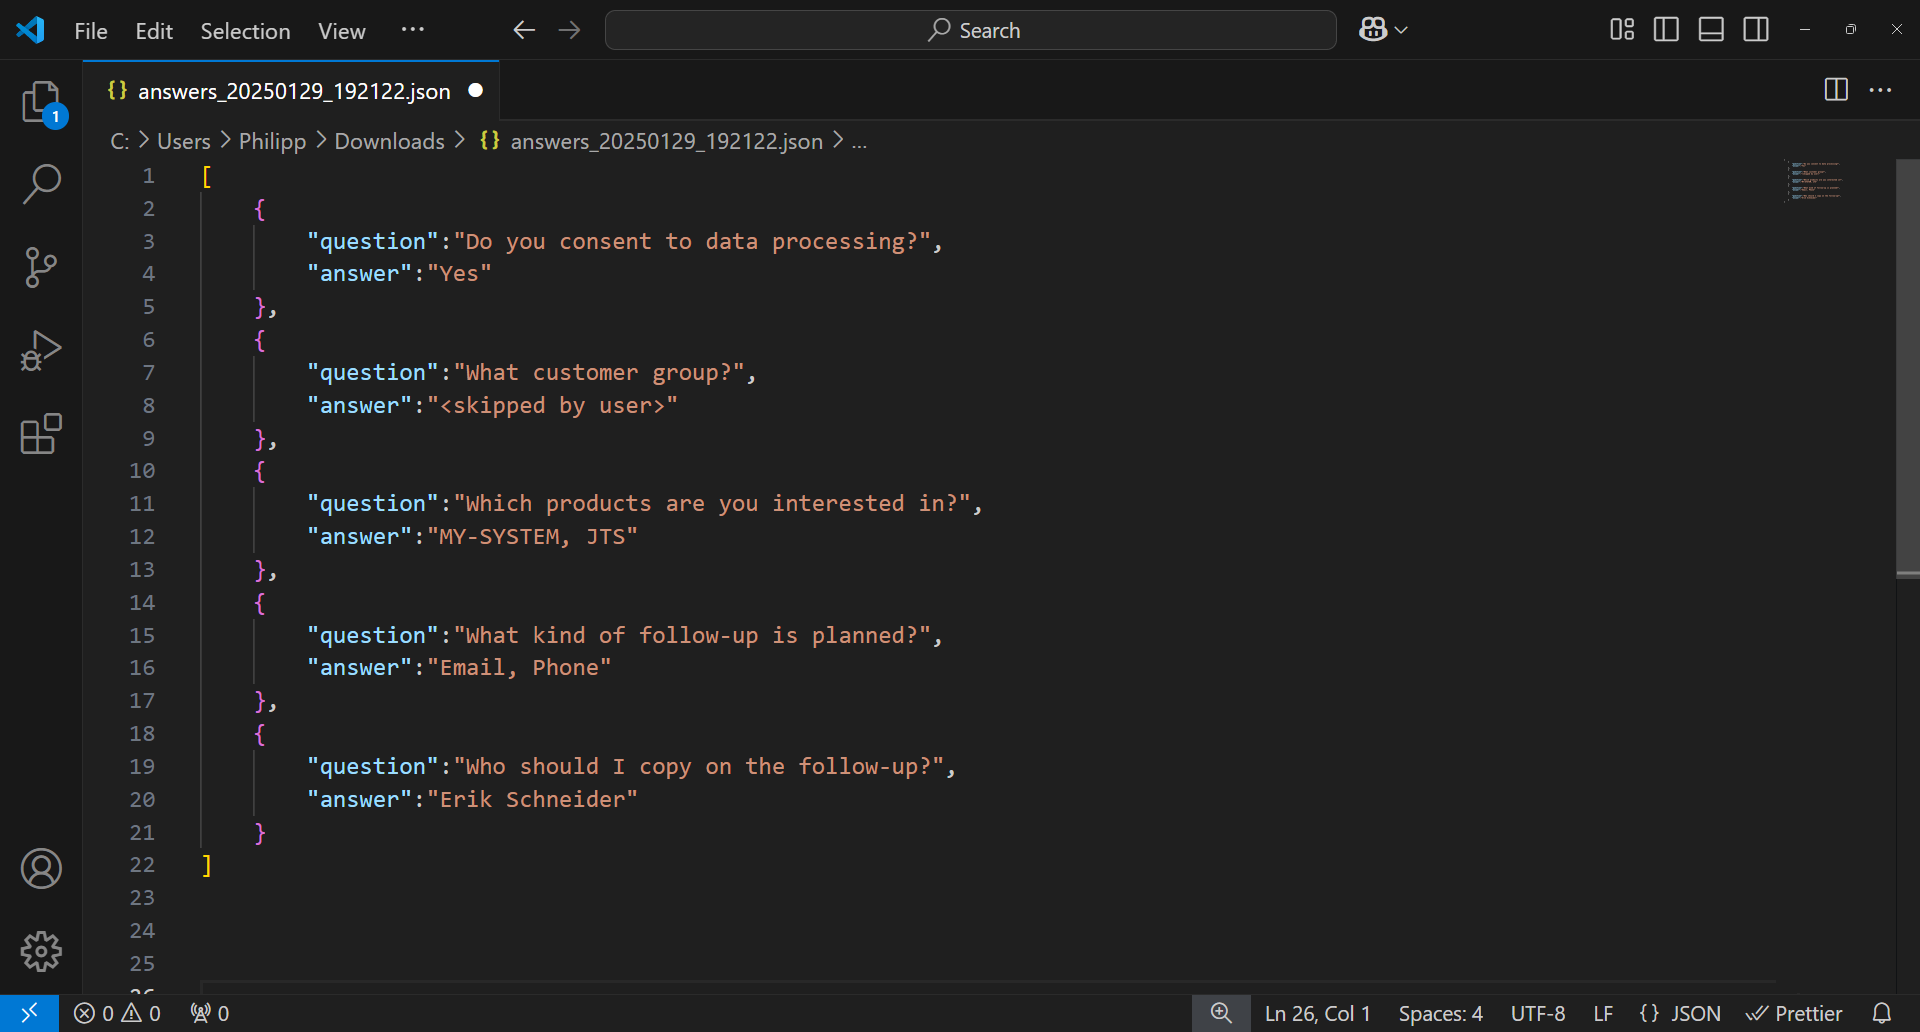 File Edit Selection View ··· Search
{} answers_20250129_192122.json
C: > Users > Philipp > Downloads > {} answers_20250129_192122.json > ...
1 [
2 {
3 "question":"Do you consent to data processing?",
4 "answer":"Yes"
5 },
6 {
7 "question":"What customer group?",
8 "answer":"<skipped by user>"
9 },
10 {
11 "question":"Which products are you interested in?",
12 "answer":"MY-SYSTEM, JTS"
13 },
14 {
15 "question":"What kind of follow-up is planned?",
16 "answer":"Email, Phone"
17 },
18 {
19 "question":"Who should I copy on the follow-up?",
20 "answer":"Erik Schneider"
21 }
22 ]
23
24
25
26
1
0 0 0 Ln 26, Col 1 Spaces: 4 UTF-8 LF {} JSON Prettier